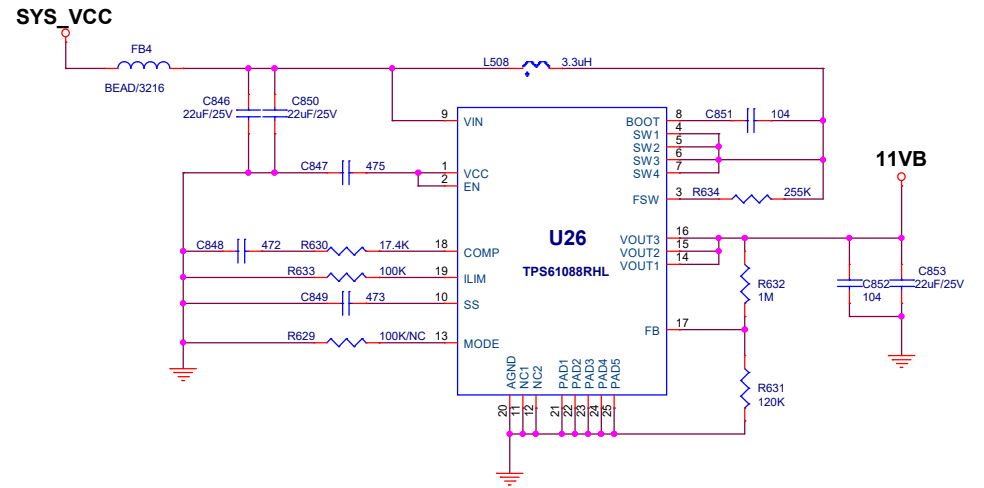 SYS_VCC
FB4
BEAD/3216
L508 3.3uH
C846
22uF/25V
C850
22uF/25V
C851 104
9 VIN
BOOT 8
SW1 4
SW2 5
SW3 6
SW4 7
C847 475
1 VCC
2 EN
11VB
FSW 3
R634 255K
U26
TPS61088RHL
VOUT3 16
VOUT2 15
VOUT1 14
C848 472
R630 17.4K
18 COMP
R633 100K
19 ILIM
C849 473
10 SS
R629 100K/NC
13 MODE
R632
1M
C852
104
C853
22uF/25V
FB 17
R631
120K
AGND
NC1
NC2
PAD1
PAD2
PAD3
PAD4
PAD5
20
11
12
21
22
23
24
25